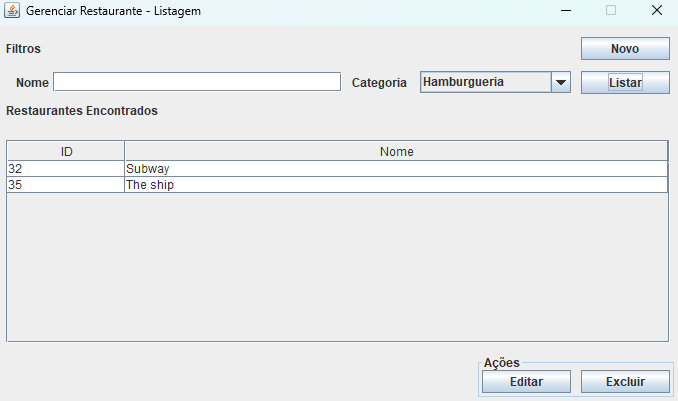 Gerenciar Restaurante - Listagem
Filtros Novo
Nome Categoria Hamburgueria Listar
Restaurantes Encontrados
ID Nome
32 Subway
35 The ship
Ações
Editar Excluir